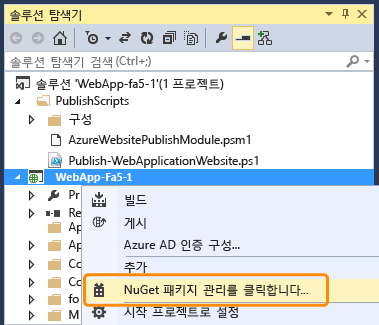 솔루션 탐색기
솔루션 탐색기 검색 (Ctrl+;)
솔루션 'WebApp-fa5-1'(1 프로젝트)
PublishScripts
구성
AzureWebsitePublishModule.psm1
Publish-WebApplicationWebsite.ps1
WebApp-Fa5-1
Pr
Re
Ap
Ap
Co
Co
fo
M
빌드
게시
Azure AD 인증 구성...
추가
NuGet 패키지 관리를 클릭합니다...
시작 프로젝트로 설정